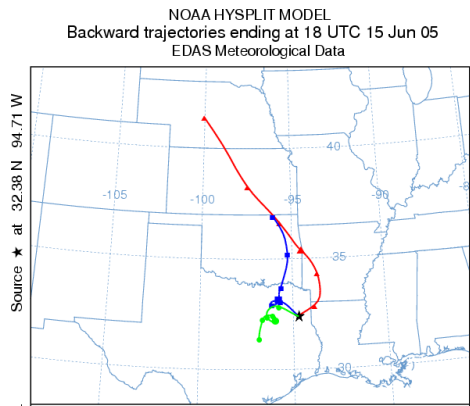 NOAA HYSPLIT MODEL
Backward trajectories ending at 18 UTC 15 Jun 05
EDAS Meteorological Data
Source ★ at 32.38 N 94.71 W
40
-105
-100
-95
-90
-8
35
30